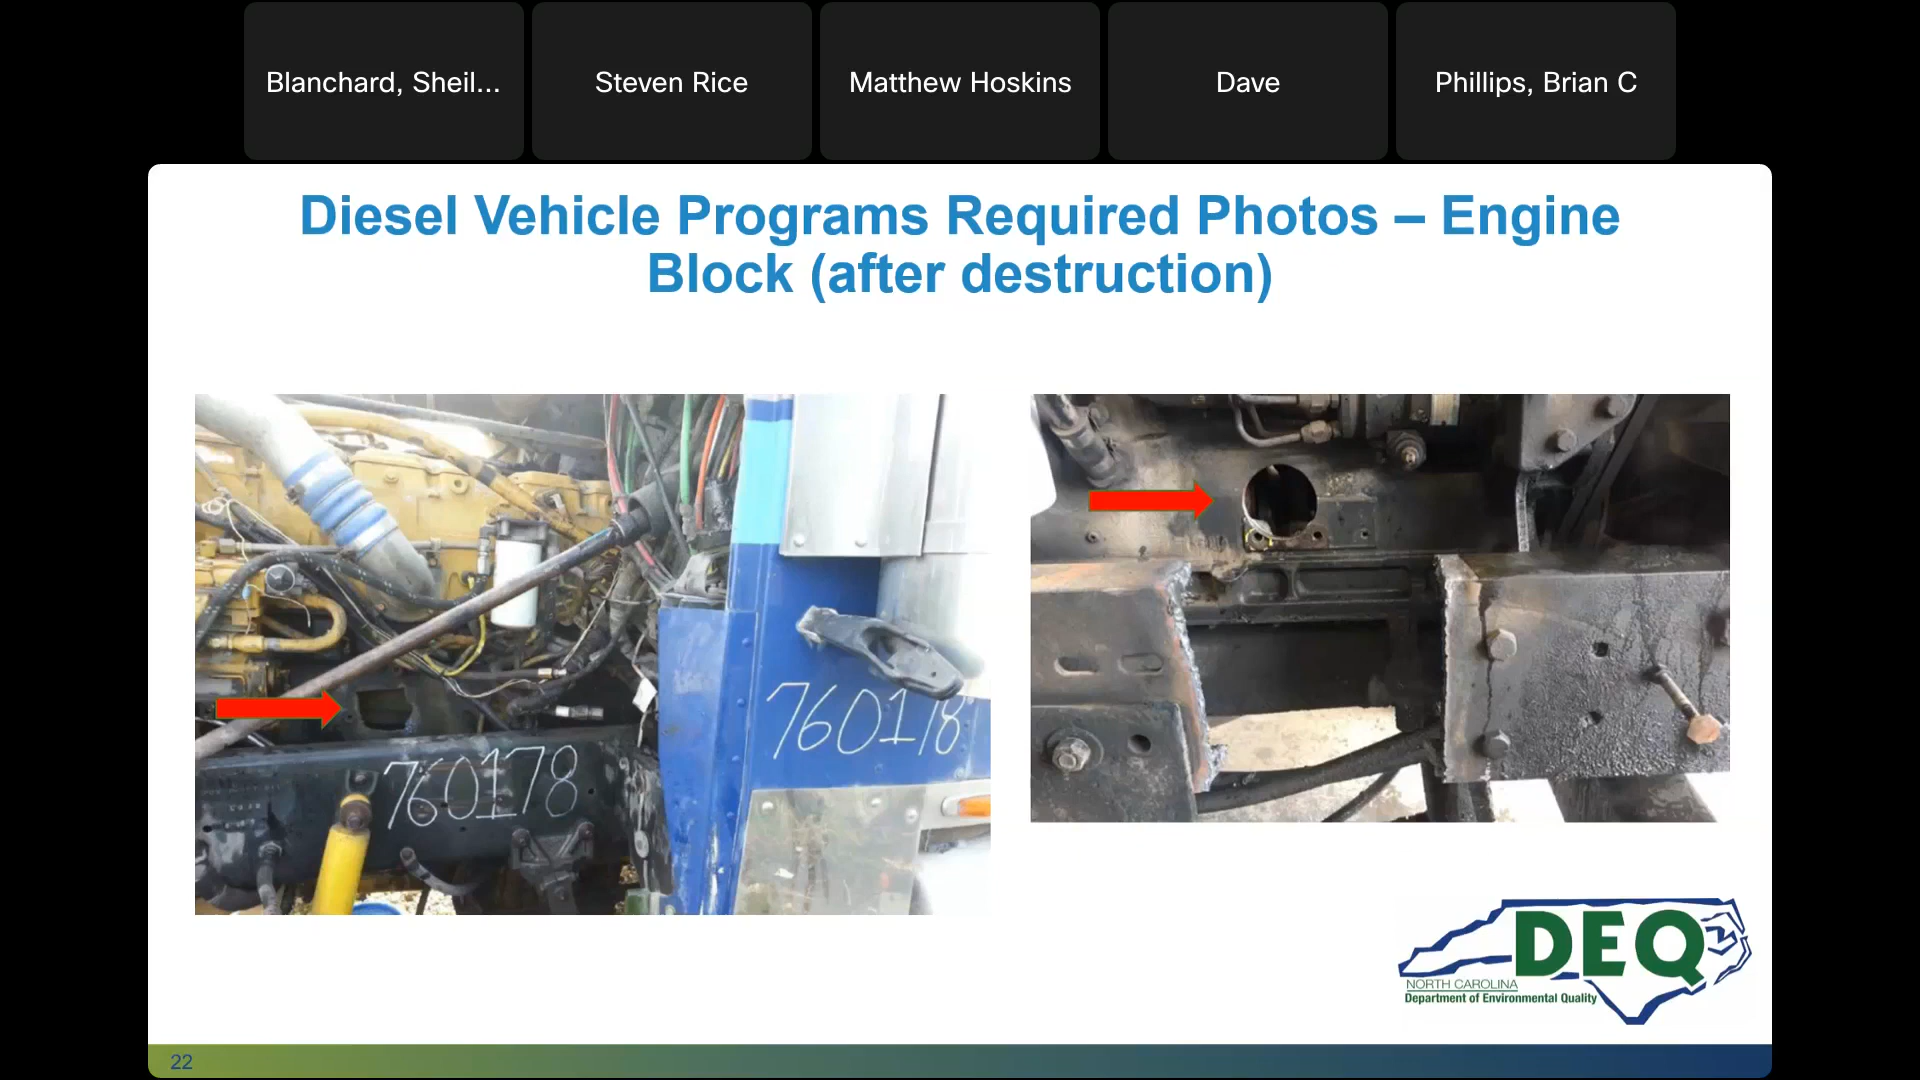 Blanchard, Sheil...
Steven Rice
Matthew Hoskins
Dave
Phillips, Brian C
Diesel Vehicle Programs Required Photos – Engine
Block (after destruction)
760178
760178
DEQ
NORTH CAROLINA
Department of Environmental Quality
22